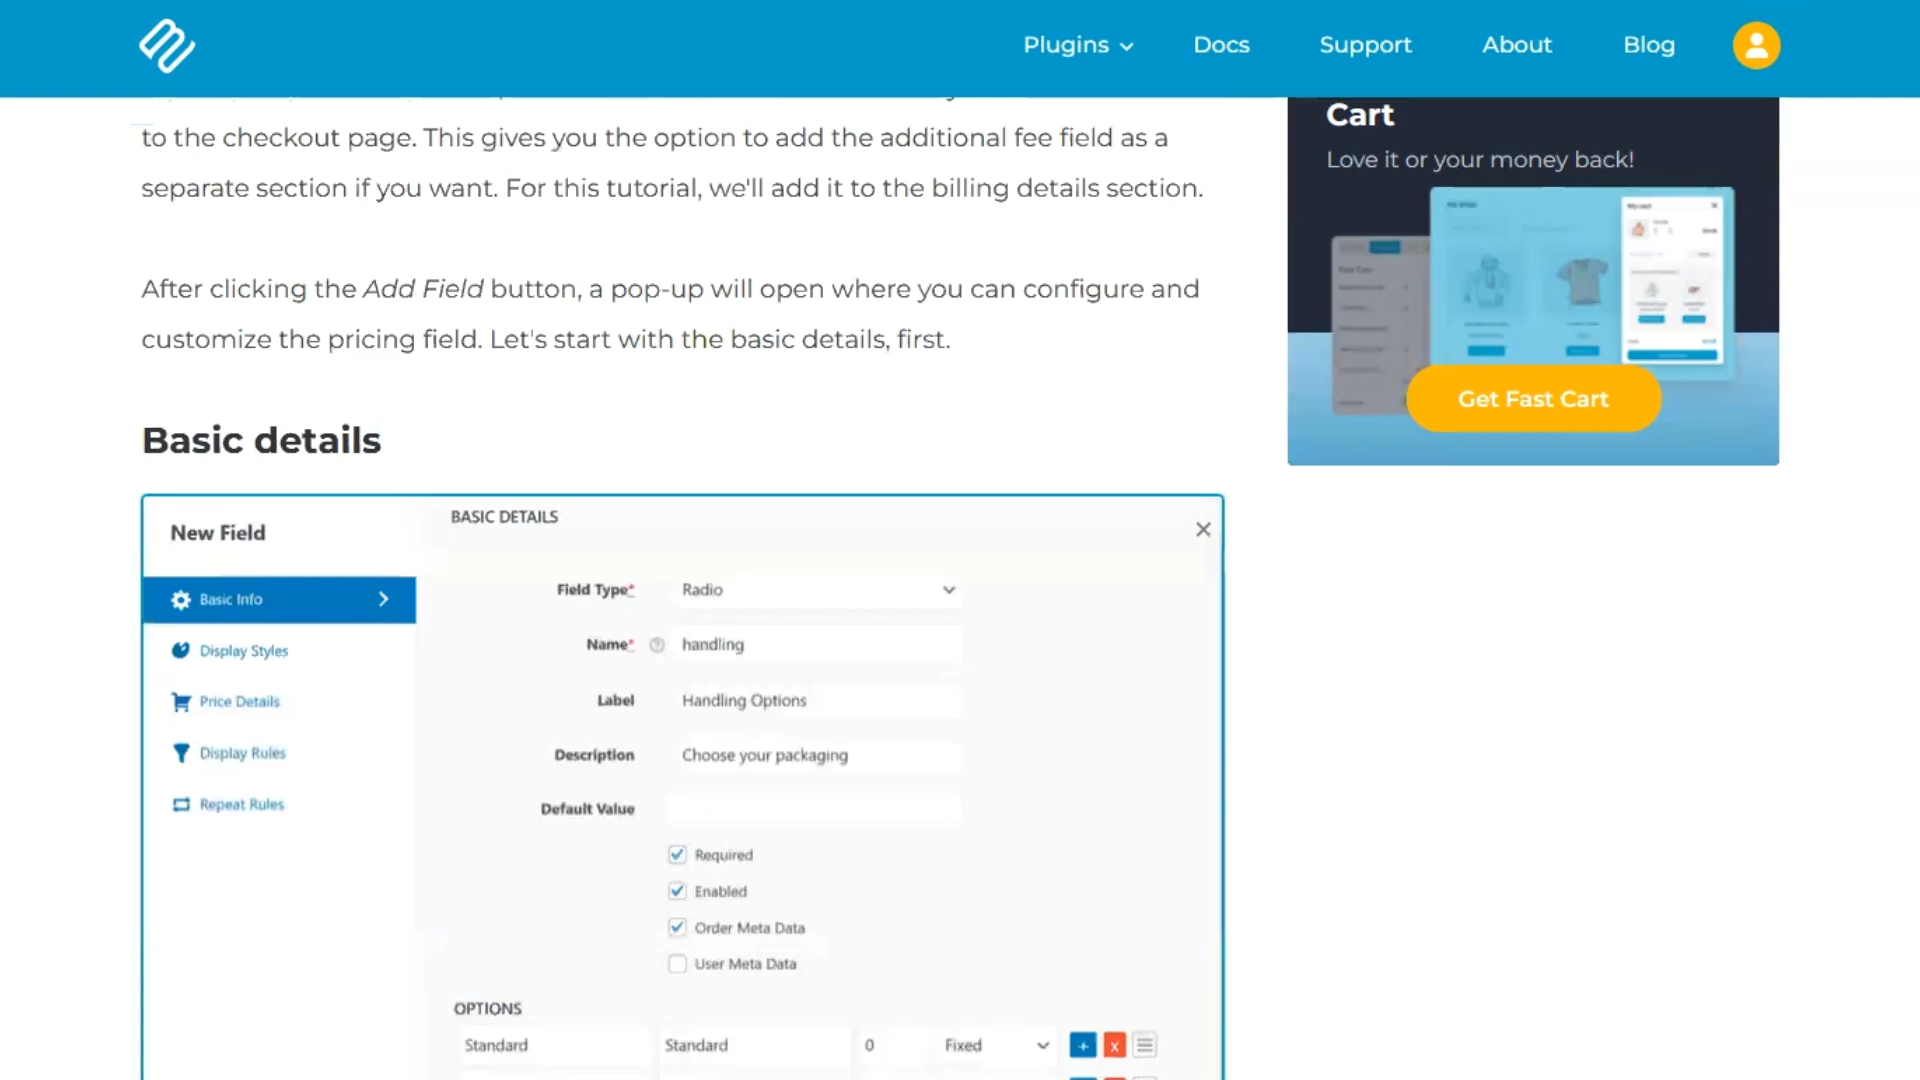 Plugins
Docs
Support
About
Blog
to the checkout page. This gives you the option to add the additional fee field as a
separate section if you want. For this tutorial, we'll add it to the billing details section.
After clicking the Add Field button, a pop-up will open where you can configure and
customize the pricing field. Let's start with the basic details, first.
Basic details
Cart
Love it or your money back!
My cart
Get Fast Cart
New Field
Basic Info
Display Styles
Price Details
Display Rules
Repeat Rules
BASIC DETAILS
Field Type* Radio
Name* handling
Label Handling Options
Description Choose your packaging
Default Value
Required
Enabled
Order Meta Data
User Meta Data
OPTIONS
Standard Standard 0 Fixed + x